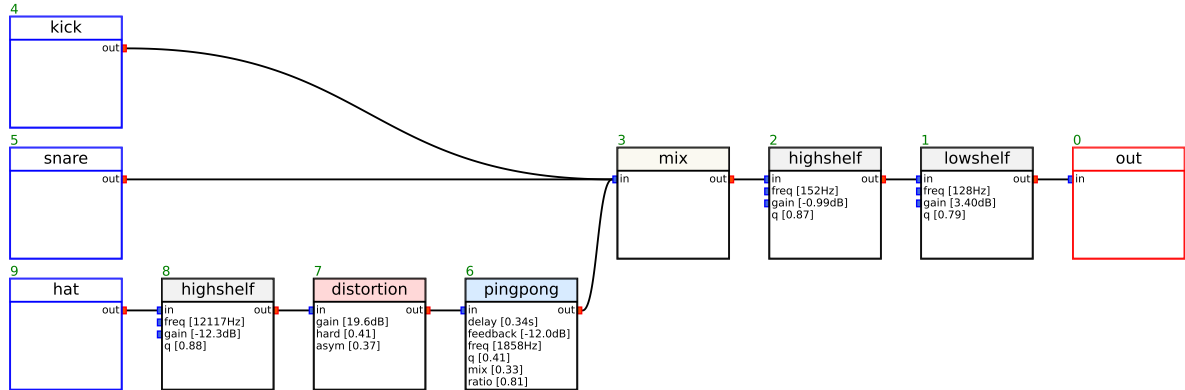 4
kick
out
5
snare
out
3
mix
in out
2
highshelf
in out
freq [152Hz]
gain [-0.99dB]
q [0.87]
1
lowshelf
in out
freq [128Hz]
gain [3.40dB]
q [0.79]
0
out
in
9
hat
out
8
highshelf
in out
freq [12117Hz]
gain [-12.3dB]
q [0.88]
7
distortion
in out
gain [19.6dB]
hard [0.41]
asym [0.37]
6
pingpong
in out
delay [0.34s]
feedback [-12.0dB]
freq [1858Hz]
q [0.41]
mix [0.33]
ratio [0.81]